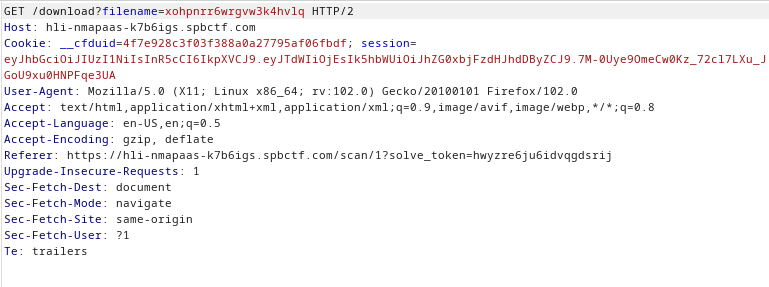 GET /download?filename=xohpnrr6wrgvw3k4hvlq HTTP/2
Host: hli-nmapaas-k7b6igs.spbctf.com
Cookie: __cfduid=4f7e928c3f03f388a0a27795af06fbdf; session=
eyJhbGciOiJIUzI1NiIsInR5cCI6IkpXVCJ9.eyJTdWIiOjEsIk5hbWUiOiJhZG0xbjFzdHJhdDByZCJ9.7M-0Uye9OmeCw0Kz_72cl7LXu_J
GoU9xu0HNPFqe3UA
User-Agent: Mozilla/5.0 (X11; Linux x86_64; rv:102.0) Gecko/20100101 Firefox/102.0
Accept: text/html,application/xhtml+xml,application/xml;q=0.9,image/avif,image/webp,*/*;q=0.8
Accept-Language: en-US,en;q=0.5
Accept-Encoding: gzip, deflate
Referer: https://hli-nmapaas-k7b6igs.spbctf.com/scan/1?solve_token=hwyzre6ju6idvqgdsrij
Upgrade-Insecure-Requests: 1
Sec-Fetch-Dest: document
Sec-Fetch-Mode: navigate
Sec-Fetch-Site: same-origin
Sec-Fetch-User: ?1
Te: trailers